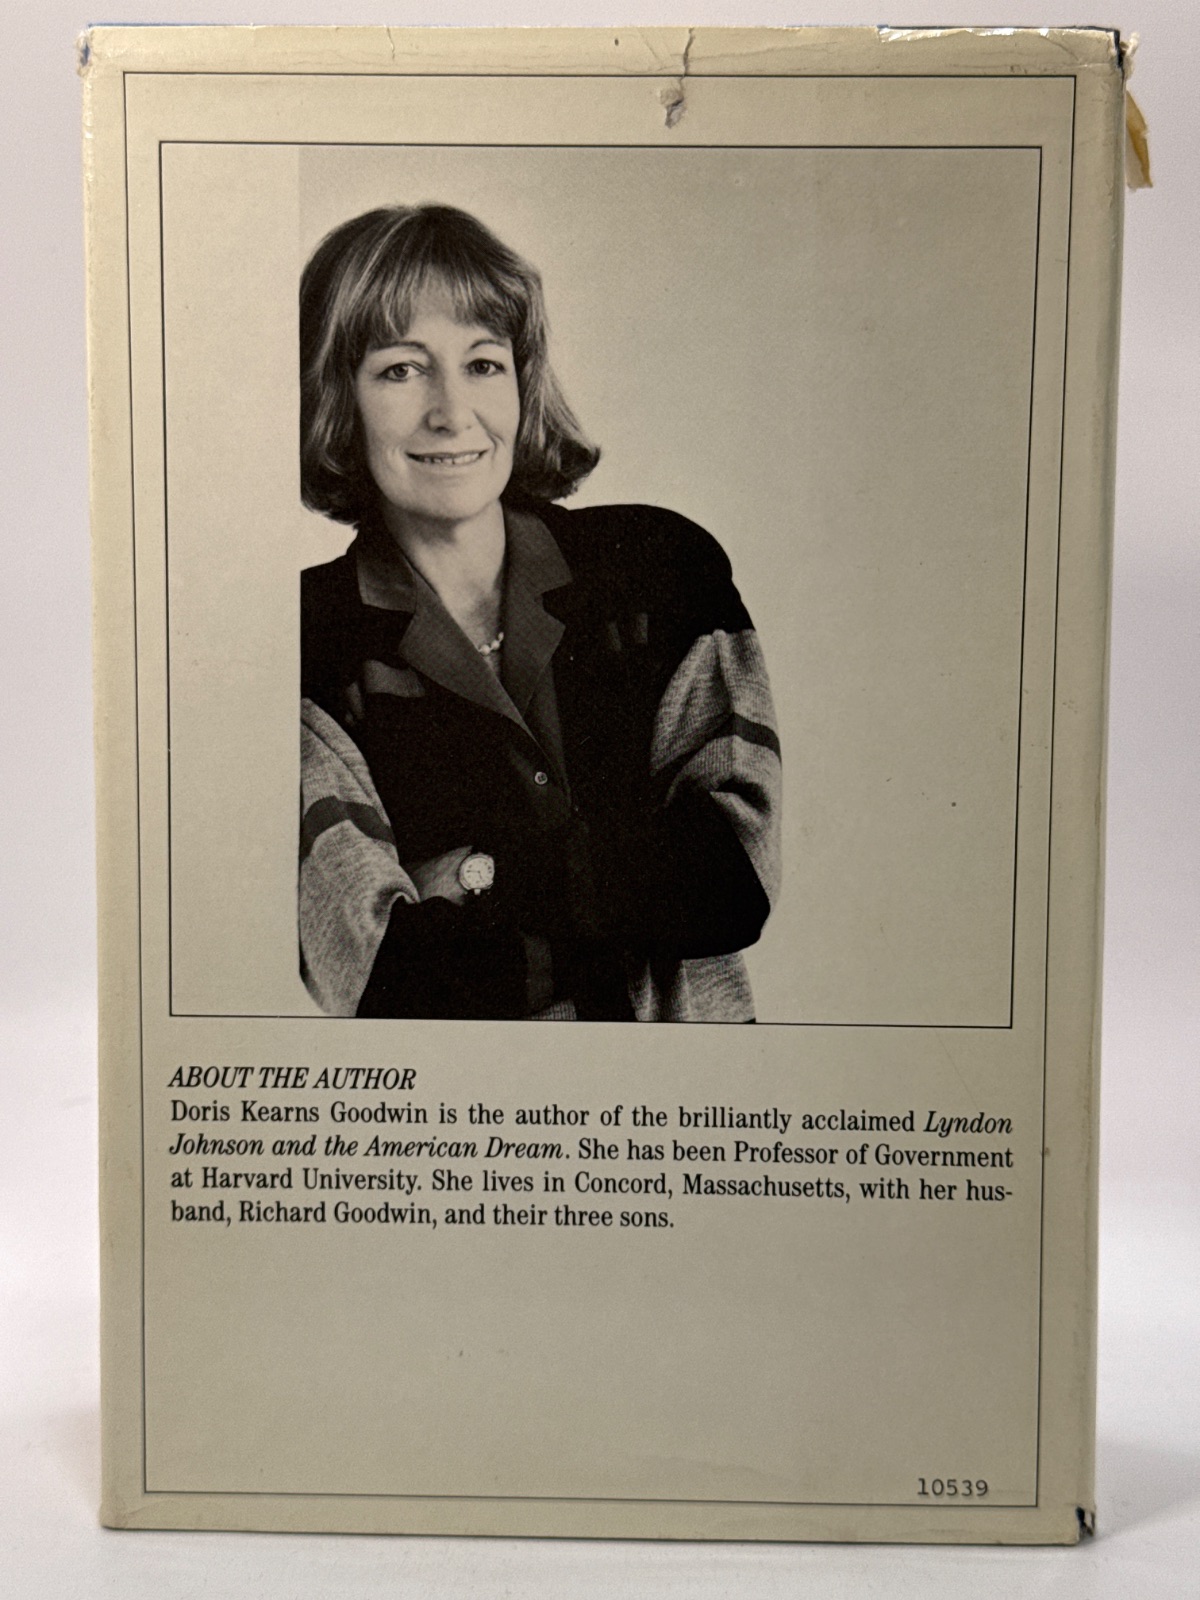 ABOUT THE AUTHOR
Doris Kearns Goodwin is the author of the brilliantly acclaimed Lyndon
Johnson and the American Dream. She has been Professor of Government
at Harvard University. She lives in Concord, Massachusetts, with her hus-
band, Richard Goodwin, and their three sons.
10539